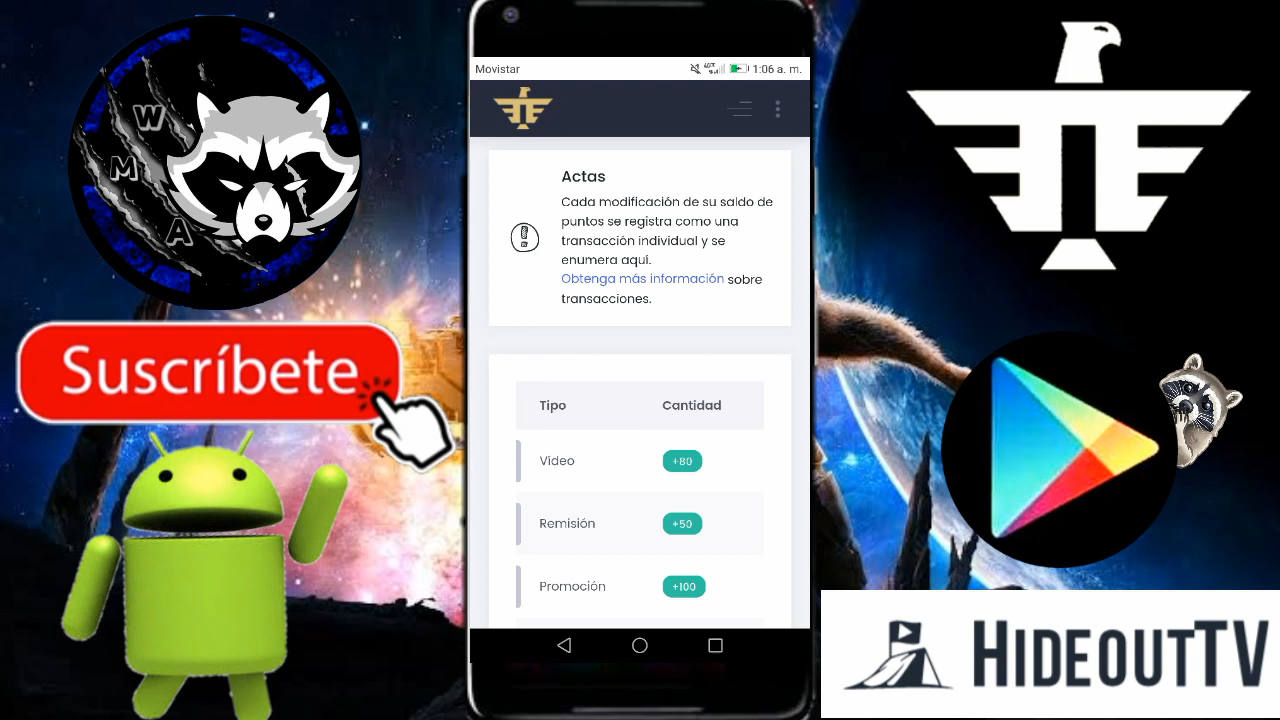 W
M
A
Suscríbete
Movistar
1:06 a. m.
Actas
Cada modificación de su saldo de
puntos se registra como una
transacción individual y se
enumera aquí.
Obtenga más información sobre
transacciones.
Tipo Cantidad
Vídeo +80
Remisión +50
Promoción +100
HIDEOUTTV